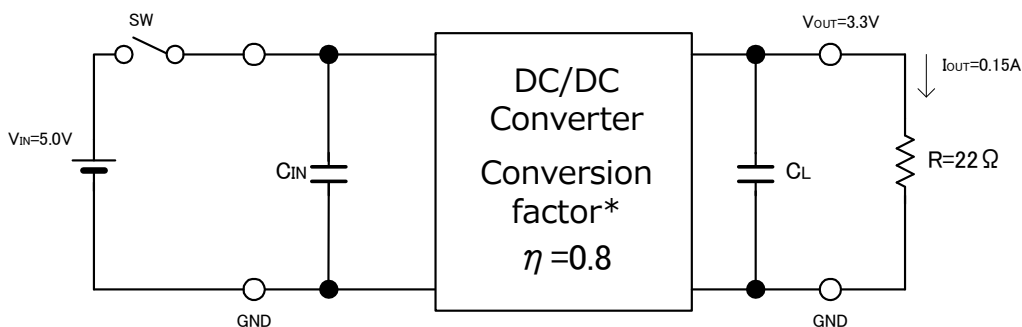 SW
VOUT=3.3V
IOUT=0.15A
DC/DC
Converter
VIN=5.0V
CIN
Conversion
factor*
η=0.8
CL
R=22Ω
GND
GND